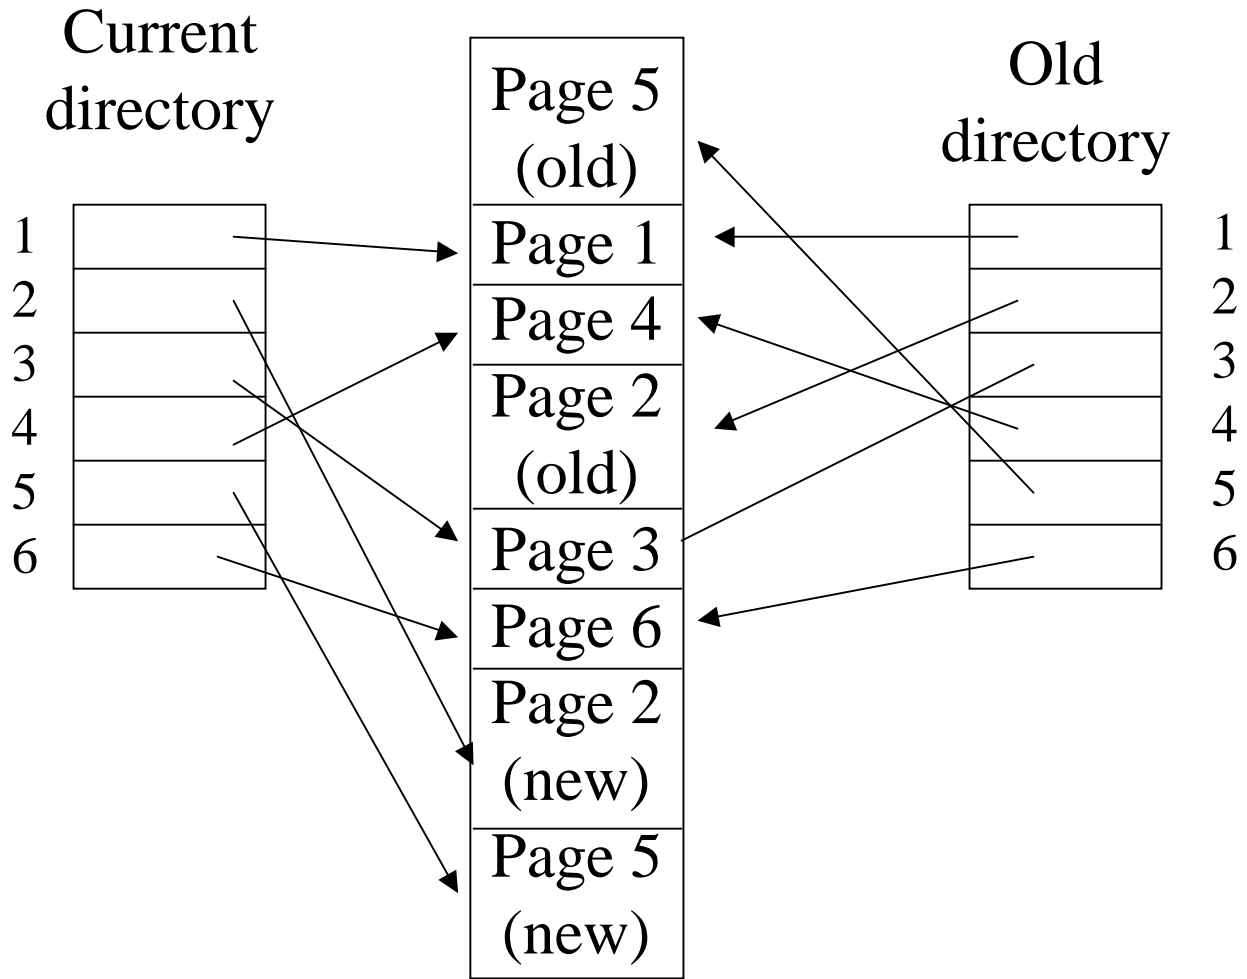 Current
directory
1
2
3
4
5
6
Page 5
(old)
Page 1
Page 4
Page 2
(old)
Page 3
Page 6
Page 2
(new)
Page 5
(new)
Old
directory
1
2
3
4
5
6